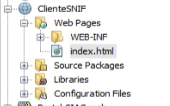 ClienteSNIF
Web Pages
WEB-INF
index.html
Source Packages
Libraries
Configuration Files